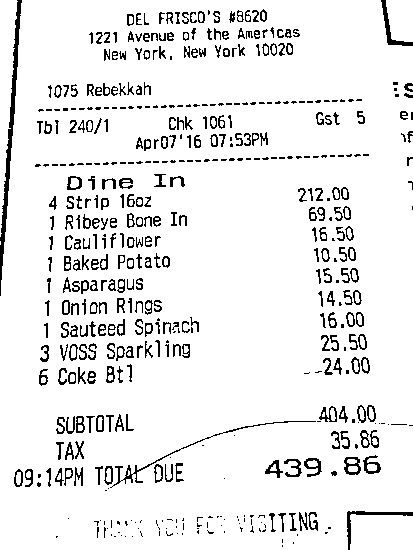 DEL FRISCO'S #8620
1221 Avenue of the Americas
New York, New York 10020
1075 Rebekkah
Tbl 240/1 Chk 1061 Gst 5
Apr07'16 07:53PM
Dine In
4 Strip 16oz 212.00
1 Ribeye Bone In 69.50
1 Cauliflower 16.50
1 Baked Potato 10.50
1 Asparagus 15.50
1 Onion Rings 14.50
1 Sauteed Spinach 16.00
3 VOSS Sparkling 25.50
6 Coke Btl 24.00
SUBTOTAL 404.00
TAX 35.86
09:14PM TOTAL DUE 439.86
THANK YOU FOR VISITING